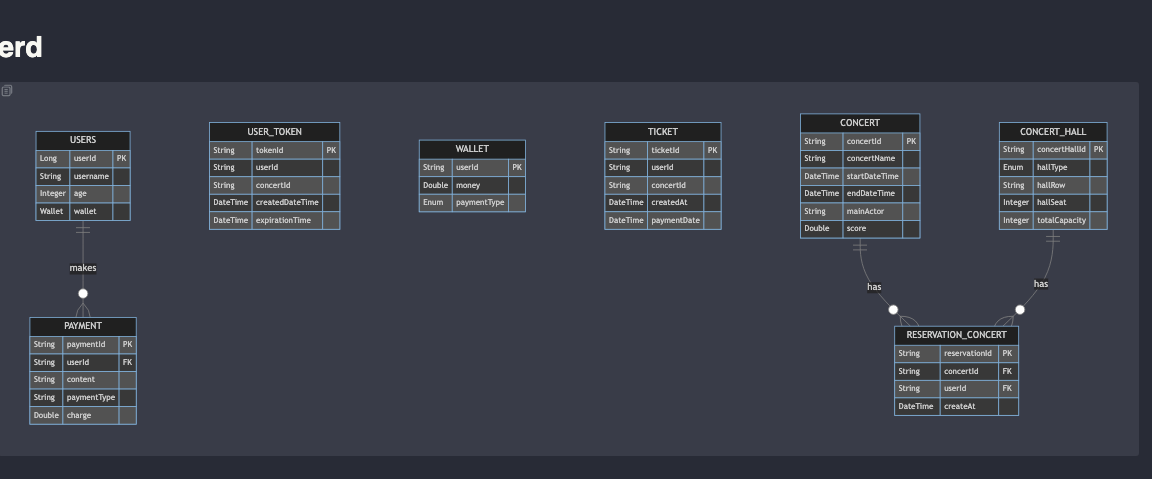 erd
USERS
Long userId PK
String username
Integer age
Wallet wallet
USER_TOKEN
String tokenId PK
String userId
String concertId
DateTime createdDateTime
DateTime expirationTime
WALLET
String userId PK
Double money
Enum paymentType
TICKET
String ticketId PK
String userId
String concertId
DateTime createdAt
DateTime paymentDate
CONCERT
String concertId PK
String concertName
DateTime startDateTime
DateTime endDateTime
String mainActor
Double score
CONCERT_HALL
String concertHallId PK
Enum hallType
String hallRow
Integer hallSeat
Integer totalCapacity
makes
has
has
PAYMENT
String paymentId PK
String userId FK
String content
String paymentType
Double charge
RESERVATION_CONCERT
String reservationId PK
String concertId FK
String userId FK
DateTime createAt